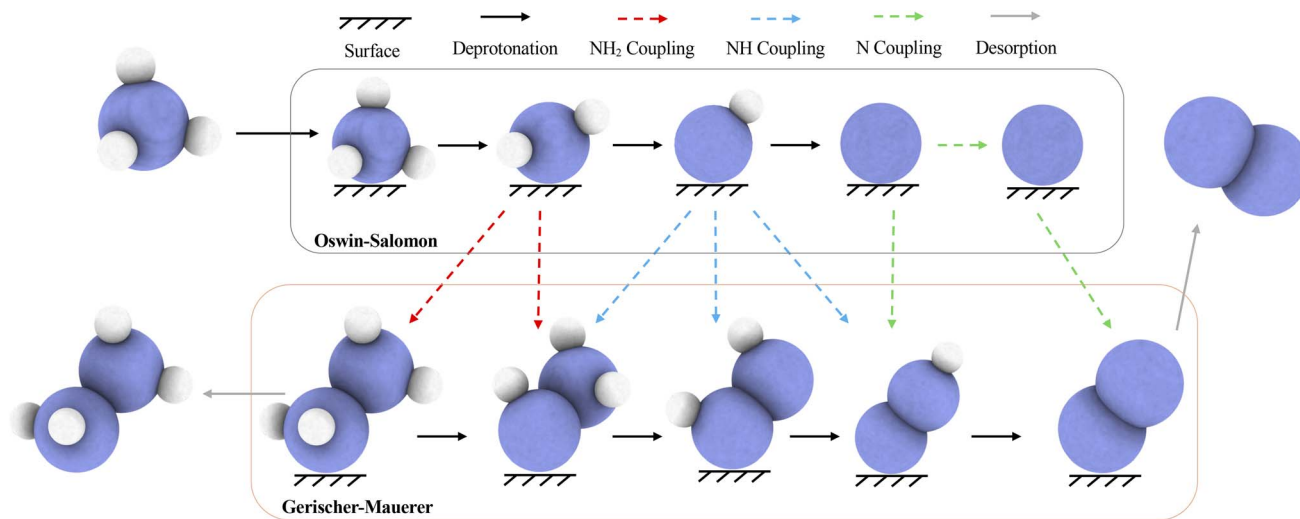 Surface Deprotonation NH₂ Coupling NH Coupling N Coupling Desorption
Oswin-Salomon
Gerischer-Mauerer